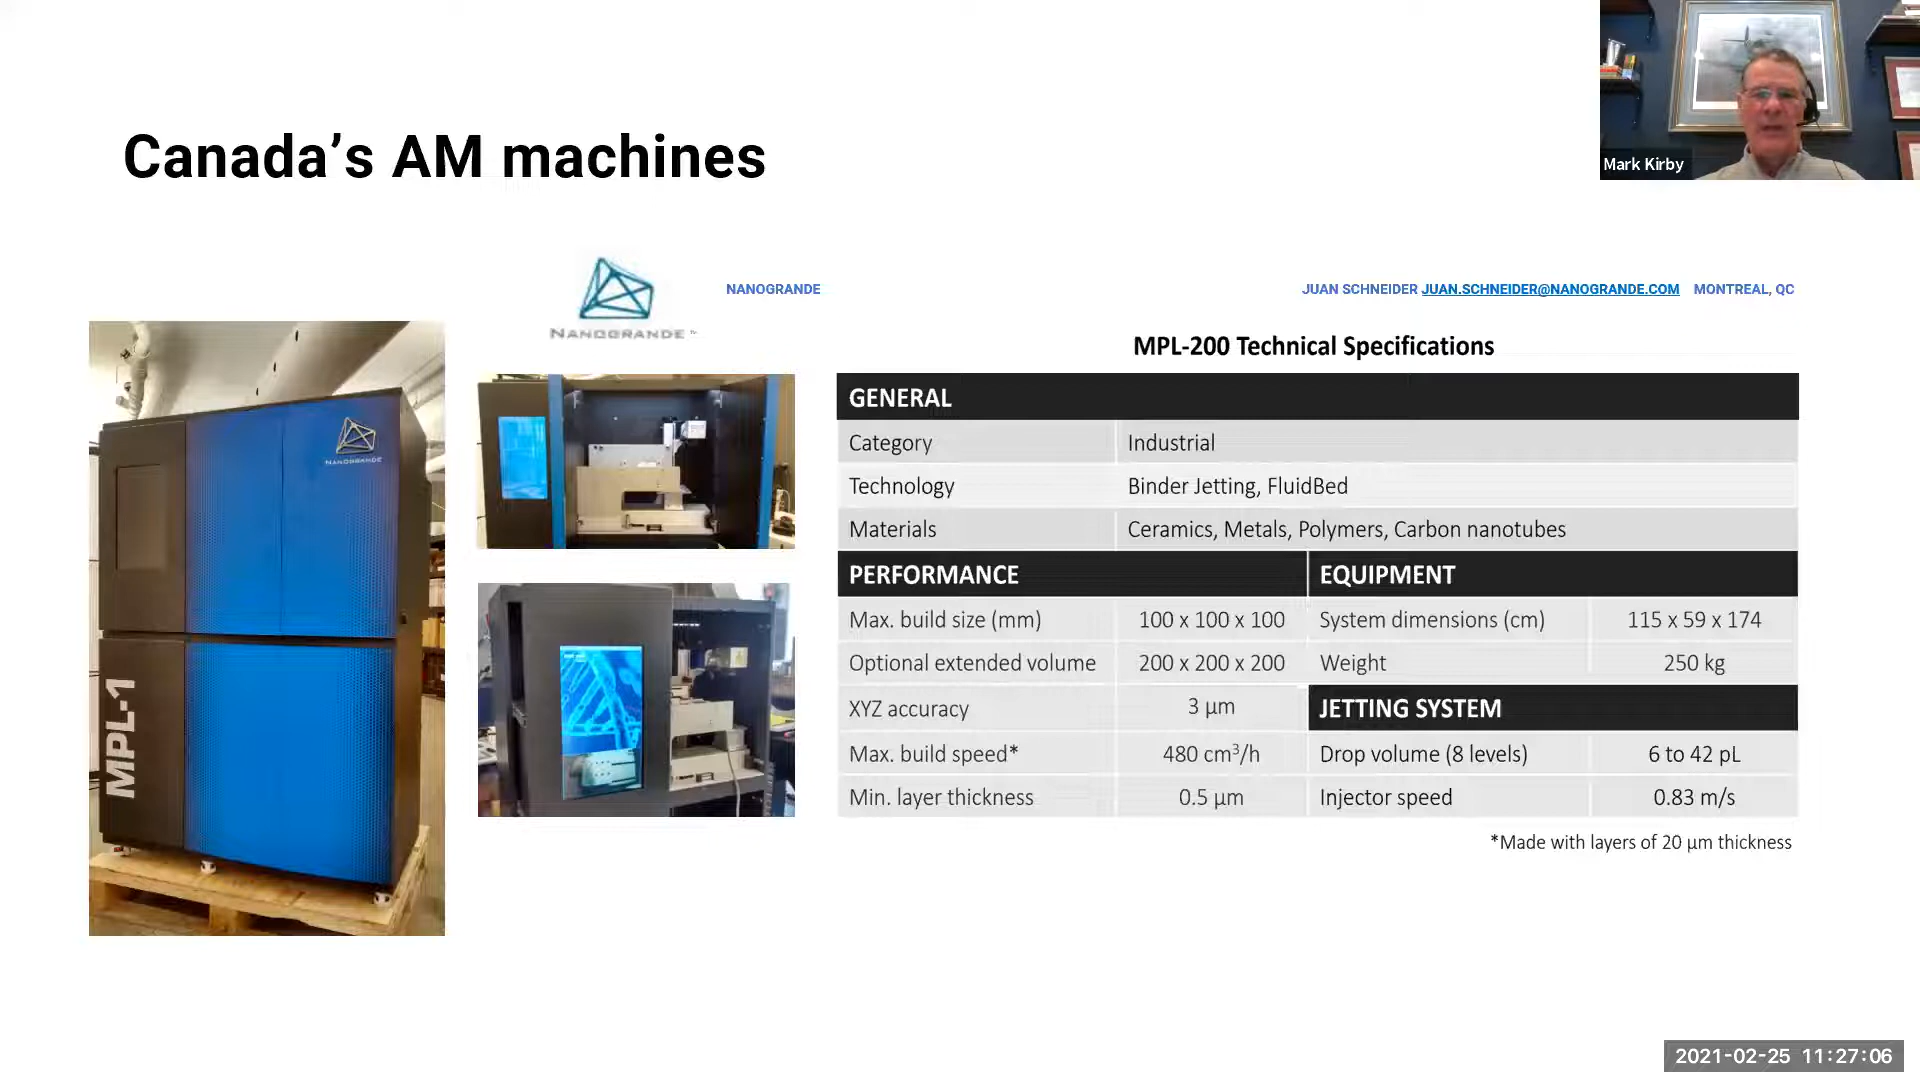 Mark Kirby
Canada’s AM machines
NANOGRANDE™
NANOGRANDE
JUAN SCHNEIDER JUAN.SCHNEIDER@NANOGRANDE.COM MONTREAL, QC
NANOGRANDE
MPL-1
MPL-200 Technical Specifications
GENERAL
Category Industrial
Technology Binder Jetting, FluidBed
Materials Ceramics, Metals, Polymers, Carbon nanotubes
PERFORMANCE EQUIPMENT
Max. build size (mm) 100 x 100 x 100 System dimensions (cm) 115 x 59 x 174
Optional extended volume 200 x 200 x 200 Weight 250 kg
XYZ accuracy 3 µm JETTING SYSTEM
Max. build speed* 480 cm³/h Drop volume (8 levels) 6 to 42 pL
Min. layer thickness 0.5 µm Injector speed 0.83 m/s
*Made with layers of 20 µm thickness
2021-02-25 11:27:06